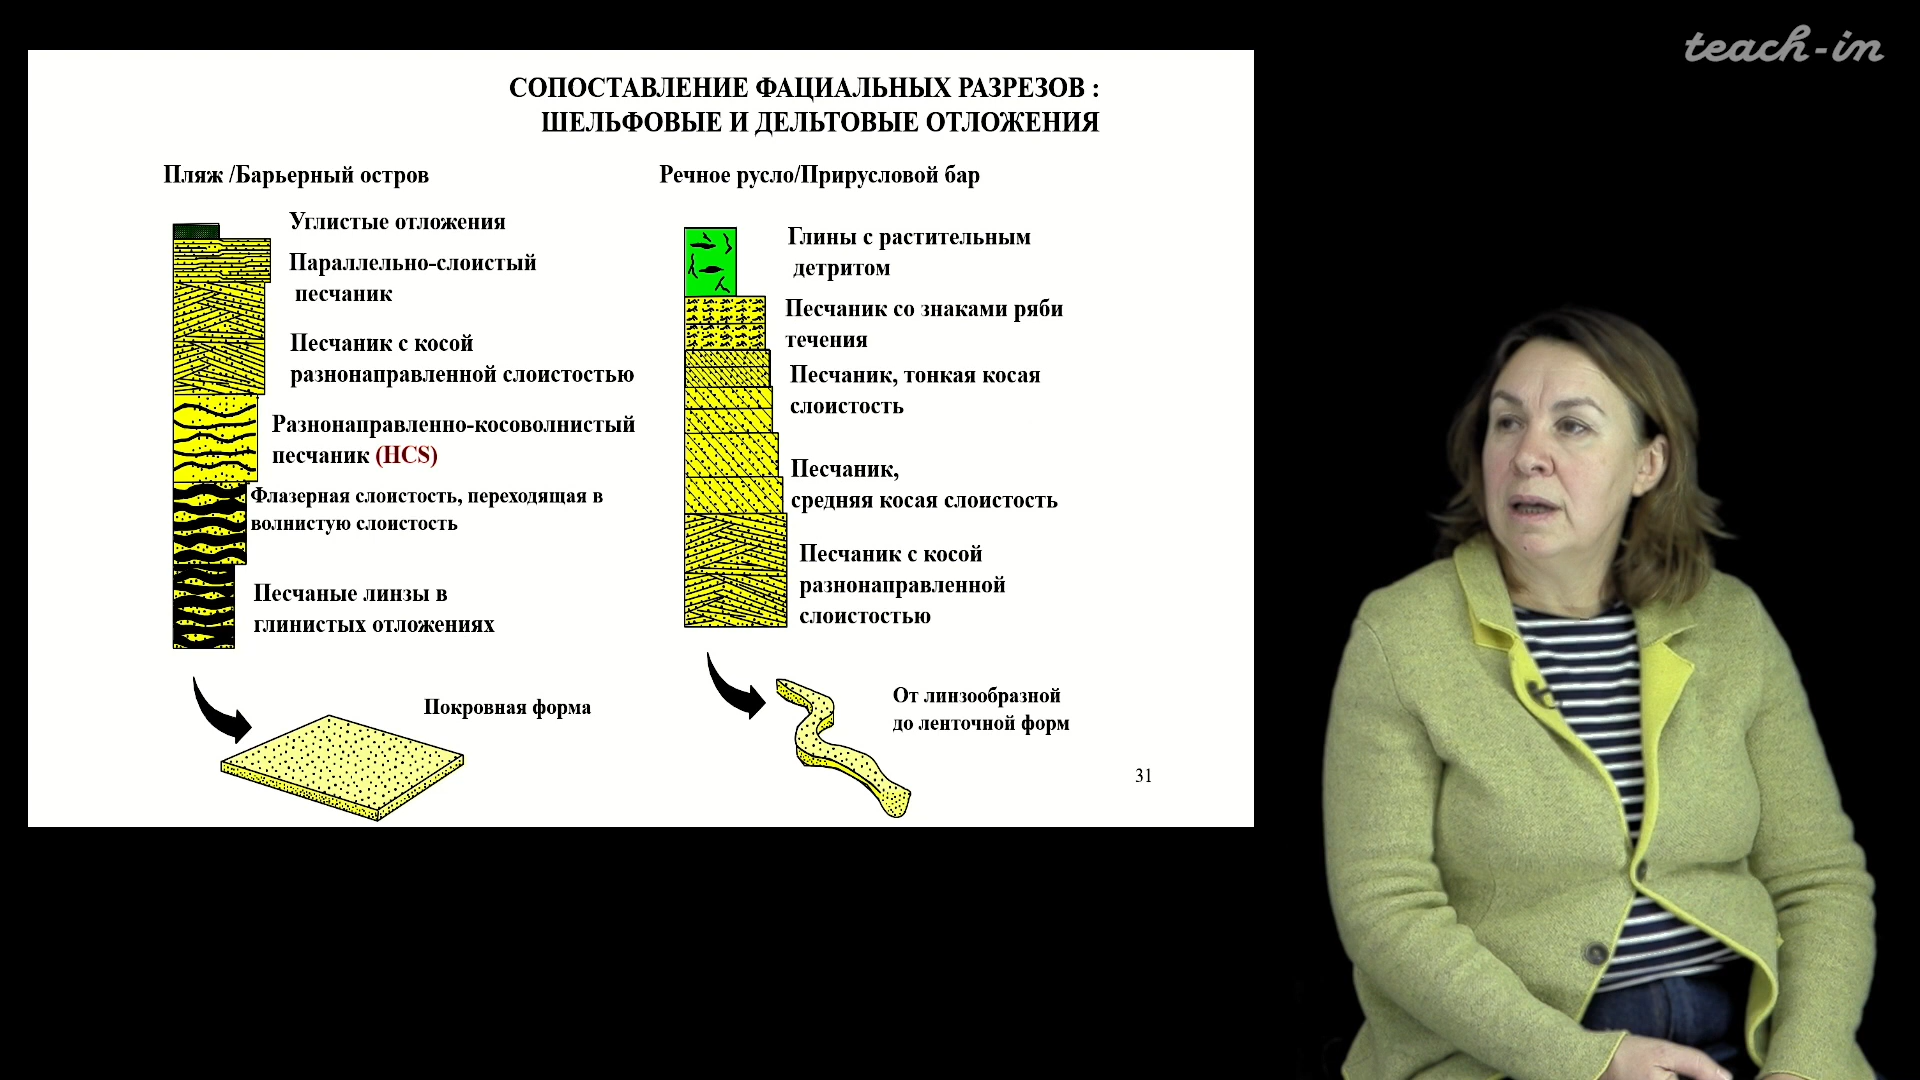 teach-in
СОПОСТАВЛЕНИЕ ФАЦИАЛЬНЫХ РАЗРЕЗОВ :
ШЕЛЬФОВЫЕ И ДЕЛЬТОВЫЕ ОТЛОЖЕНИЯ
Пляж /Барьерный остров
Углистые отложения
Параллельно-слоистый
песчаник
Песчаник с косой
разнонаправленной слоистостью
Разнонаправленно-косоволнистый
песчаник (HCS)
Флазерная слоистость, переходящая в
волнистую слоистость
Песчаные линзы в
глинистых отложениях
Покровная форма
Речное русло/Прирусловой бар
Глины с растительным
детритом
Песчаник со знаками ряби
течения
Песчаник, тонкая косая
слоистость
Песчаник,
средняя косая слоистость
Песчаник с косой
разнонаправленной
слоистостью
От линзообразной
до ленточной форм
31